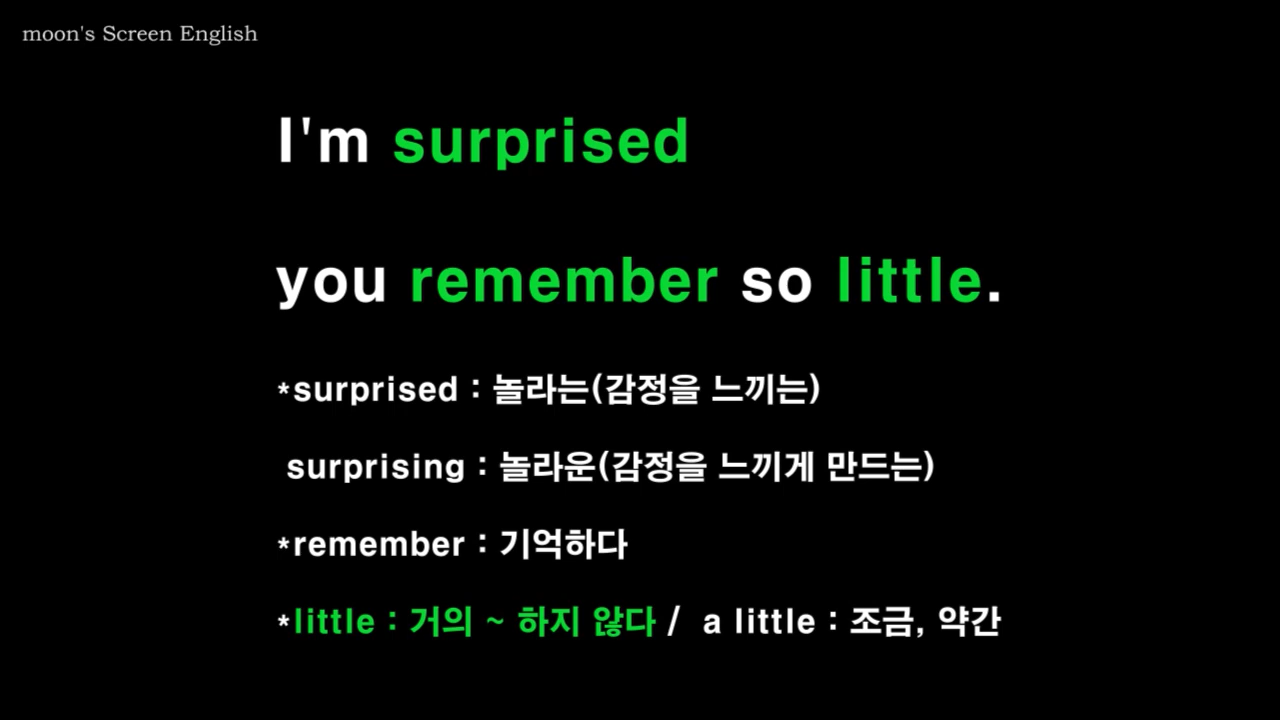 moon's Screen English
I'm surprised
you remember so little.
*surprised : 놀라는(감정을 느끼는)
surprising : 놀라운(감정을 느끼게 만드는)
*remember : 기억하다
*little : 거의 ~ 하지 않다 / a little : 조금, 약간